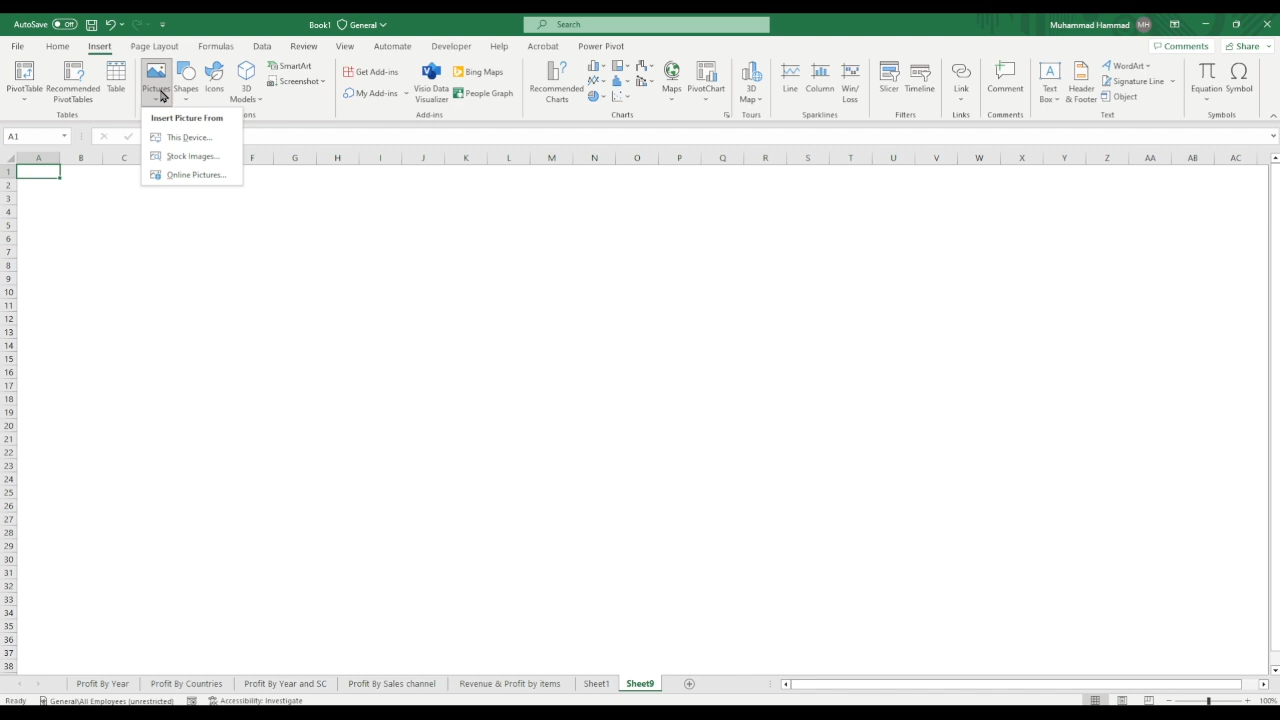 AutoSave Off Book1 General Search Muhammad Hammad MH
File Home Insert Page Layout Formulas Data Review View Automate Developer Help Acrobat Power Pivot Comments Share
PivotTable
Recommended PivotTables
Table
Tables
Pictures
Shapes
Icons
3D Models
SmartArt
Screenshot
ons
Get Add-ins
My Add-ins
Visio Data Visualizer
Bing Maps
People Graph
Add-ins
Recommended Charts
Maps
PivotChart
Charts
3D Map
Tours
Line
Column
Win/ Loss
Sparklines
Slicer
Timeline
Filters
Link
Links
Comment
Comments
Text Box
Header & Footer
WordArt
Signature Line
Object
Text
Equation
Symbol
Symbols
Insert Picture From
This Device...
Stock Images...
Online Pictures...
A1
A B C F G H I J K L M N O P Q R S T U V W X Y Z AA AB AC
1
2
3
4
5
6
7
8
9
10
11
12
13
14
15
16
17
18
19
20
21
22
23
24
25
26
27
28
29
30
31
32
33
34
35
36
37
38
Profit By Year Profit By Countries Profit By Year and SC Profit By Sales channel Revenue & Profit by items Sheet1 Sheet9
Ready General\All Employees (unrestricted) Accessibility: Investigate 100%